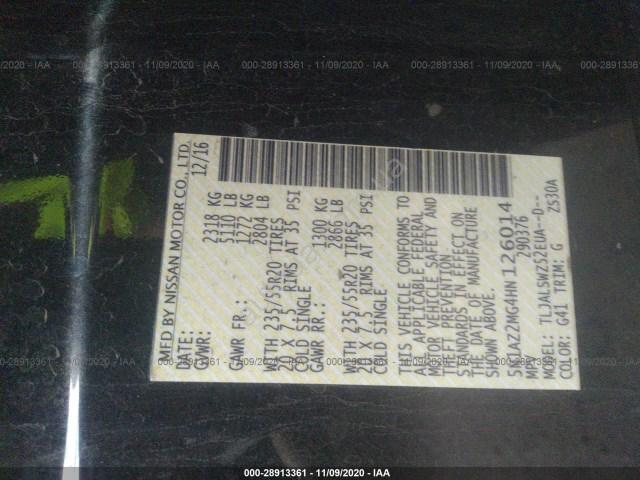 000-28913361 - 11/09/2020 - IAA
MFD BY NISSAN MOTOR CO., LTD.
DATE: 12/16
GVWR: 2318 KG
5110 LB
GAWR FR.: 1272 KG
2804 LB
WITH 235/55R20 TIRES
20 X 7.5 RIMS AT 35 PSI
COLD SINGLE
GAWR RR.: 1300 KG
2866 LB
WITH 235/55R20 TIRES
20 X 7.5 RIMS AT 35 PSI
COLD SINGLE
THIS VEHICLE CONFORMS TO
ALL APPLICABLE FEDERAL
MOTOR VEHICLE SAFETY AND
THEFT PREVENTION
STANDARDS IN EFFECT ON
THE DATE OF MANUFACTURE
SHOWN ABOVE.
5N1AZ2MG4HN126014
MPV 290376
MODEL: TLJALSWZ52EUA--D--
COLOR: G41 TRIM: G Z530A
000-28913361 - 11/09/2020 - IAA